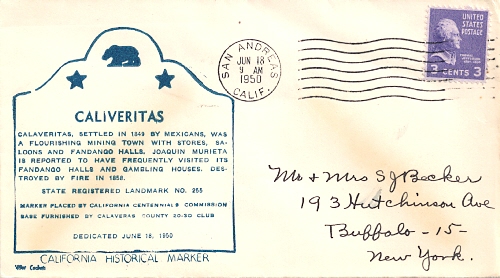 CALIVERITAS
CALAVERITAS, SETTLED IN 1849 BY MEXICANS, WAS
A FLOURISHING MINING TOWN WITH STORES, SA-
LOONS AND FANDANGO HALLS. JOAQUIN MURIETA
IS REPORTED TO HAVE FREQUENTLY VISITED ITS
FANDANGO HALLS AND GAMBLING HOUSES. DES-
TROYED BY FIRE IN 1858.
STATE REGISTERED LANDMARK NO. 255
MARKER PLACED BY CALIFORNIA CENTENNIALS COMMISSION
BASE FURNISHED BY CALAVERAS COUNTY 20-30 CLUB
DEDICATED JUNE 18, 1950
CALIFORNIA HISTORICAL MARKER
Cachets
SAN ANDREAS
JUN 18
9 AM
1950
CALIF.
UNITED
STATES
POSTAGE
3 CENTS 3
Mr + Mrs S J Becker
193 Hutchinson Ave
Buffalo - 15 -
New York.